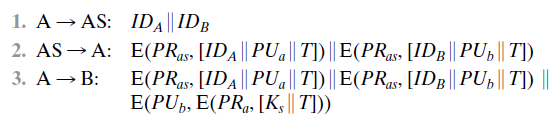 1. A → AS: ID_A || ID_B
2. AS → A: E(PR_as, [ID_A || PU_a || T]) || E(PR_as, [ID_B || PU_b || T])
3. A → B: E(PR_as, [ID_A || PU_a || T]) || E(PR_as, [ID_B || PU_b || T]) ||
E(PU_b, E(PR_a, [K_s || T]))